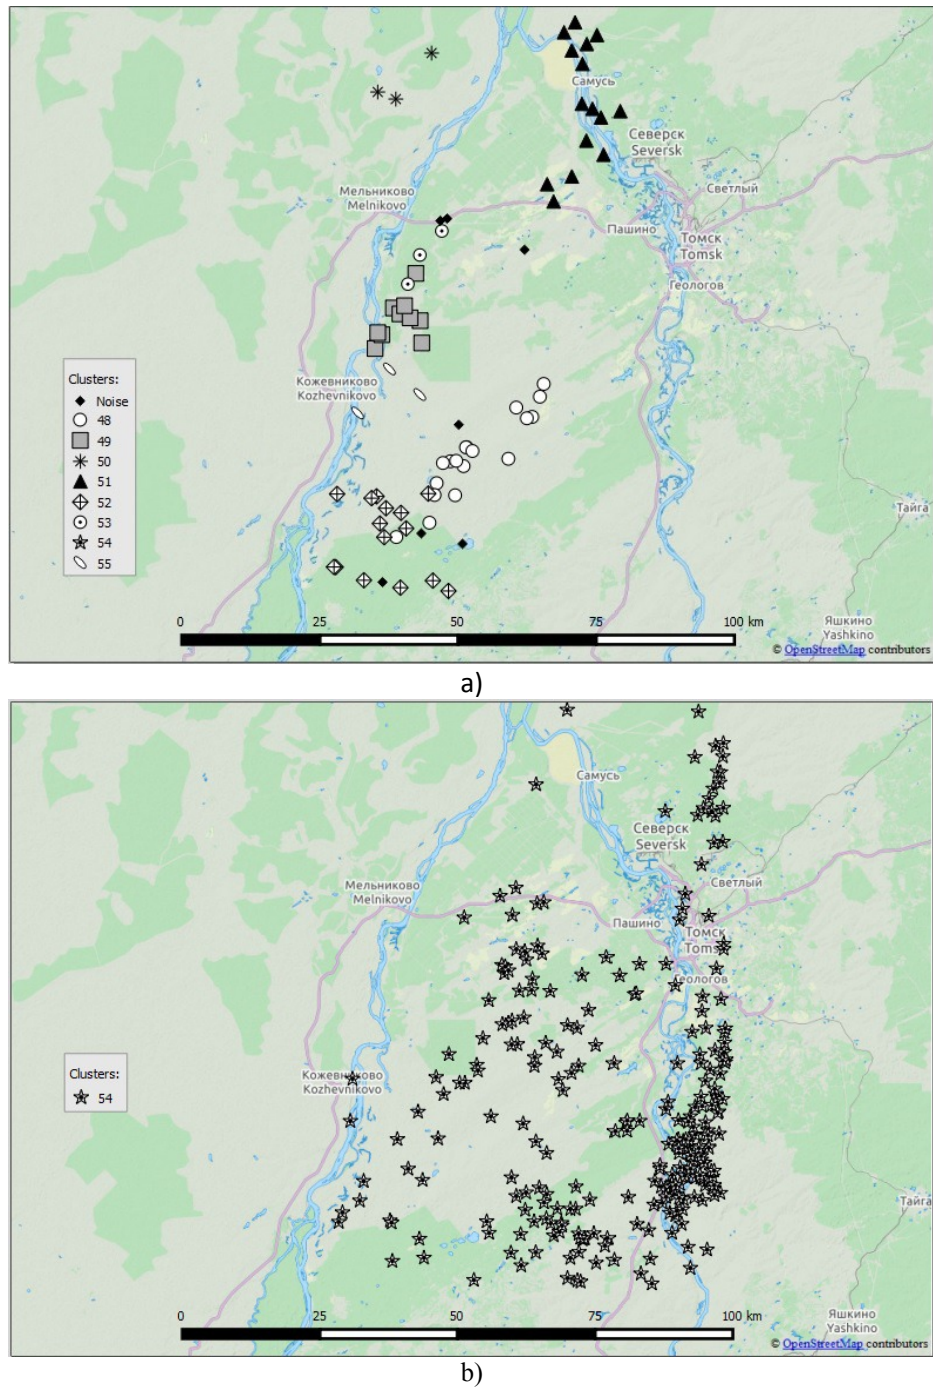 Самусь
Северск
Seversk
Светлый
Мельниково
Melnikovo
Пашино
Томск
Tomsk
Геологов
Clusters:
Noise
48
49
50
51
52
53
54
55
Кожевниково
Kozhevnikovo
Тайга
0 25 50 75 100 km
Яшкино
Yashkino
© OpenStreetMap contributors
a)
Самусь
Северск
Seversk
Светлый
Мельниково
Melnikovo
Пашино
Томск
Tomsk
Геологов
Clusters:
54
Кожевниково
Kozhevnikovo
Тайга
0 25 50 75 100 km
Яшкино
Yashkino
© OpenStreetMap contributors
b)